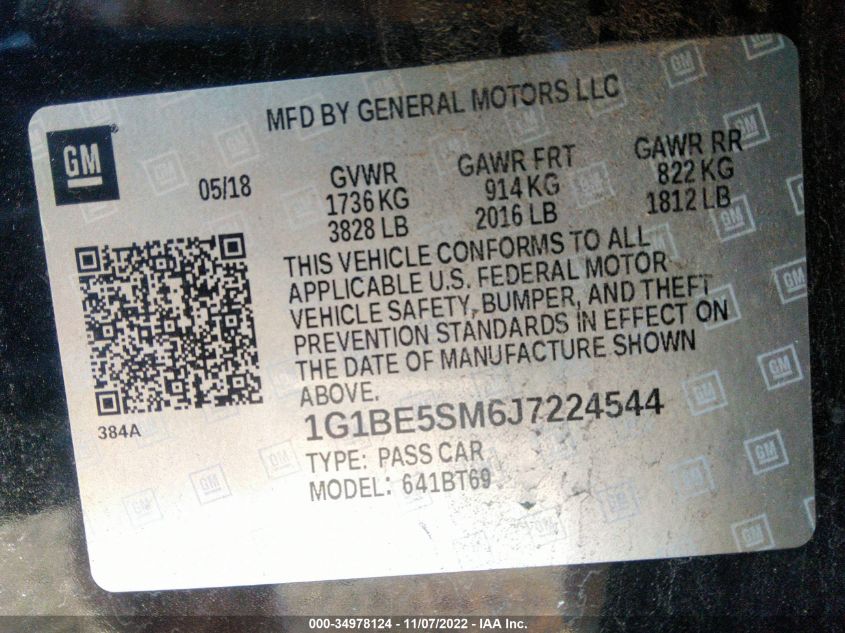 MFD BY GENERAL MOTORS LLC
GM
05/18
GVWR
1736 KG
3828 LB
GAWR FRT
914 KG
2016 LB
GAWR RR
822 KG
1812 LB
THIS VEHICLE CONFORMS TO ALL
APPLICABLE U.S. FEDERAL MOTOR
VEHICLE SAFETY, BUMPER, AND THEFT
PREVENTION STANDARDS IN EFFECT ON
THE DATE OF MANUFACTURE SHOWN
ABOVE.
384A
1G1BE5SM6J7224544
TYPE: PASS CAR
MODEL: 641BT69
000-34978124 - 11/07/2022 - IAA Inc.